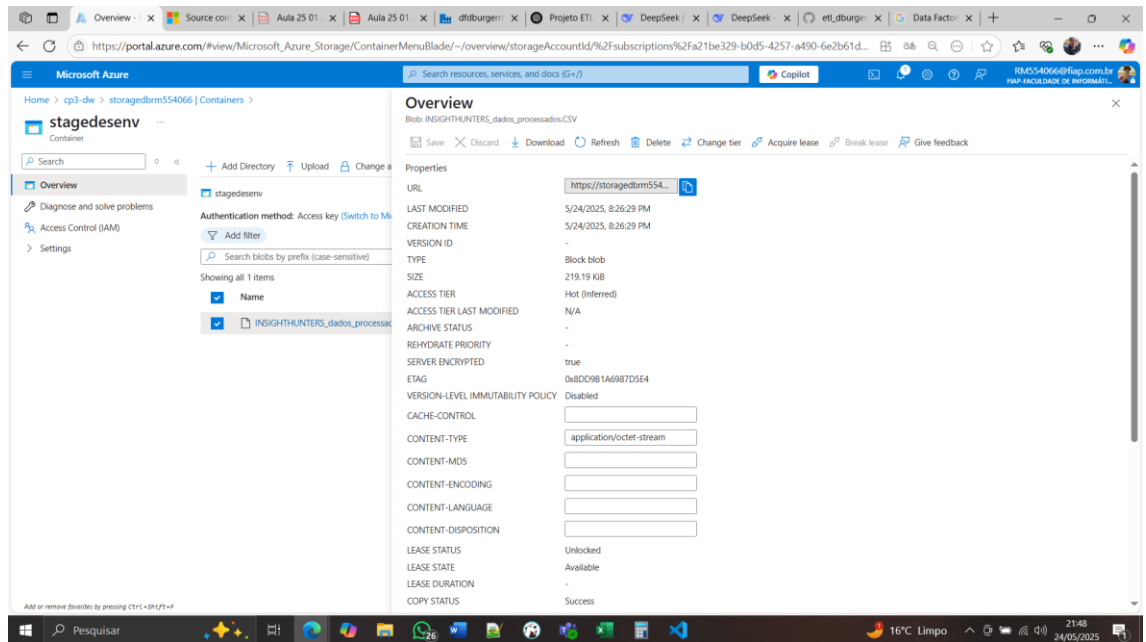 Overview -
Source cont
Aula 25 01
Aula 25 01
dfdburgerrr
Projeto ETL
DeepSeek |
DeepSeek -
etl_dburge
Data Factor
https://portal.azure.com/#view/Microsoft_Azure_Storage/ContainerMenuBlade/~/overview/storageAccountId/%2Fsubscriptions%2Fa21be329-b0d5-4257-a490-6e2b61d...
Microsoft Azure
Search resources, services, and docs (G+/)
Copilot
1
RM554066@fiap.com.br
FIAP-FACULDADE DE INFORMÁTI...
Home > cp3-dw > storagedbrm554066 | Containers >
stagedesenv ...
Container
Search
Overview
Diagnose and solve problems
Access Control (IAM)
Settings
Add Directory
Upload
Change a
stagedesenv
Authentication method: Access key (Switch to Mi
Add filter
Search blobs by prefix (case-sensitive)
Showing all 1 items
Name
INSIGHTHUNTERS_dados_processad
Overview
Blob: INSIGHTHUNTERS_dados_processados.CSV
Save
Discard
Download
Refresh
Delete
Change tier
Acquire lease
Break lease
Give feedback
Properties
URL https://storagedbrm554...
LAST MODIFIED 5/24/2025, 8:26:29 PM
CREATION TIME 5/24/2025, 8:26:29 PM
VERSION ID -
TYPE Block blob
SIZE 219.19 KiB
ACCESS TIER Hot (Inferred)
ACCESS TIER LAST MODIFIED N/A
ARCHIVE STATUS -
REHYDRATE PRIORITY -
SERVER ENCRYPTED true
ETAG 0x8DD9B1A6987D5E4
VERSION-LEVEL IMMUTABILITY POLICY Disabled
CACHE-CONTROL
CONTENT-TYPE application/octet-stream
CONTENT-MD5
CONTENT-ENCODING
CONTENT-LANGUAGE
CONTENT-DISPOSITION
LEASE STATUS Unlocked
LEASE STATE Available
LEASE DURATION -
COPY STATUS Success
Add or remove favorites by pressing Ctrl+Shift+F
Pesquisar
26
16°C Limpo
21:48
24/05/2025